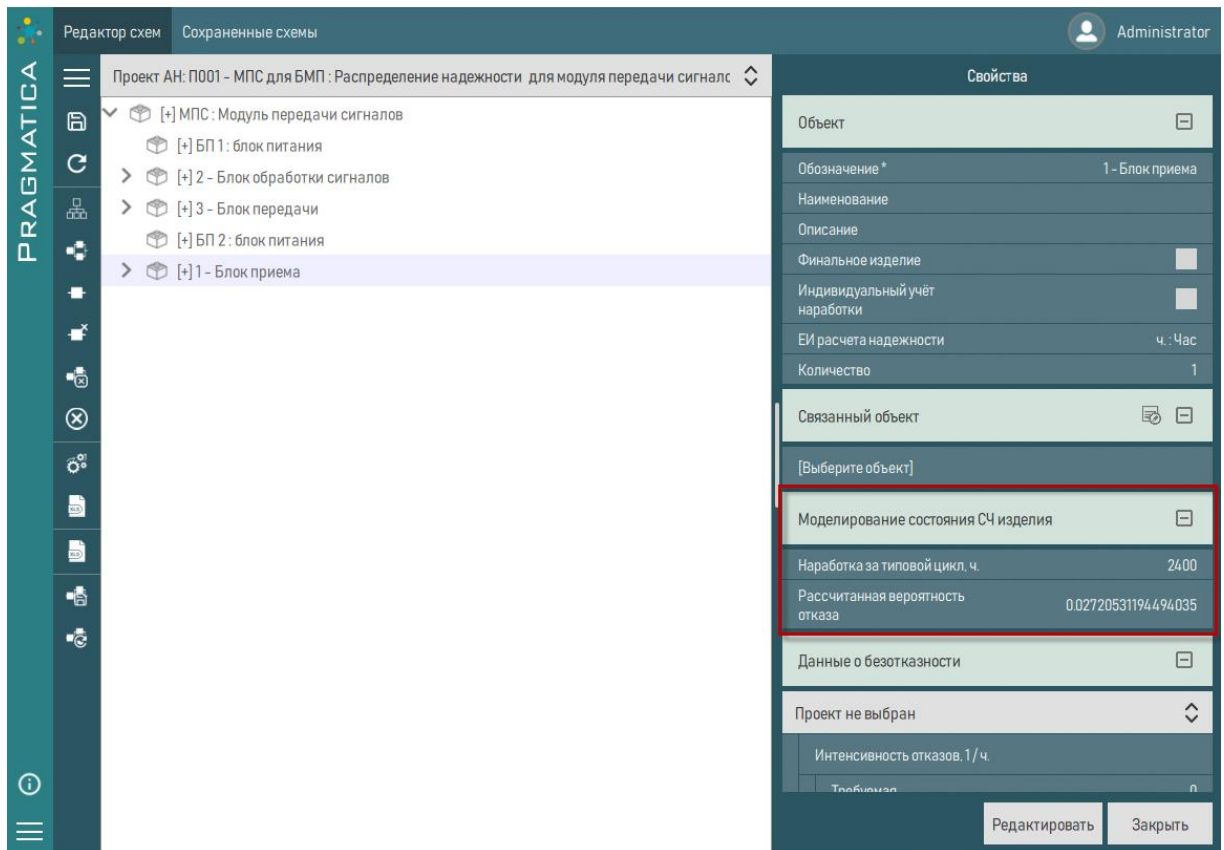 PRAGMATICA
Редактор схем
Сохраненные схемы
Administrator
Проект АН: П001 - МПС для БМП : Распределение надежности для модуля передачи сигналс
[+] МПС : Модуль передачи сигналов
[+] БП 1 : блок питания
[+] 2 - Блок обработки сигналов
[+] 3 - Блок передачи
[+] БП 2 : блок питания
[+] 1 - Блок приема
Свойства
Объект
Обозначение * 1 - Блок приема
Наименование
Описание
Финальное изделие
Индивидуальный учёт
наработки
ЕИ расчета надежности ч. : Час
Количество 1
Связанный объект
[Выберите объект]
Моделирование состояния СЧ изделия
Наработка за типовой цикл, ч. 2400
Рассчитанная вероятность
отказа 0.02720531194494035
Данные о безотказности
Проект не выбран
Интенсивность отказов, 1 / ч.
Требуемая 0
Редактировать
Закрыть